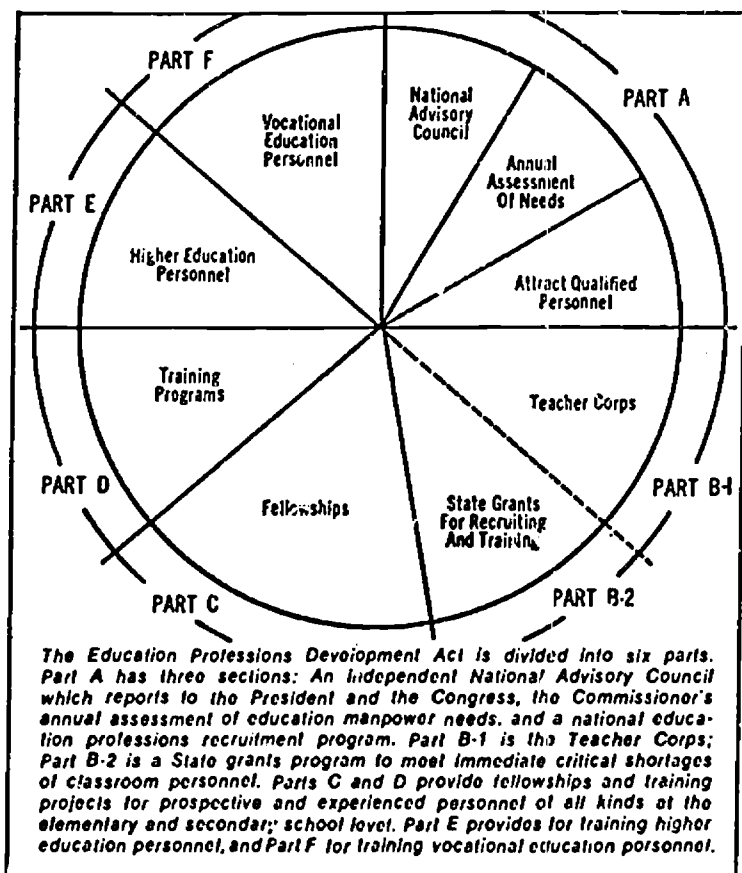 PART F
PART A
National
Advisory
Council
Vocational
Education
Personnel
Annual
Assessment
Of Needs
PART E
Higher Education
Personnel
Attract Qualified
Personnel
Training
Programs
Teacher Corps
PART D
Fellowships
State Grants
For Recruiting
And Training
PART B-1
PART C
PART B-2
The Education Professions Development Act is divided into six parts.
Part A has three sections: An independent National Advisory Council
which reports to the President and the Congress, the Commissioner's
annual assessment of education manpower needs, and a national educa-
tion professions recruitment program. Part B-1 is the Teacher Corps;
Part B-2 is a State grants program to meet immediate critical shortages
of classroom personnel. Parts C and D provide fellowships and training
projects for prospective and experienced personnel of all kinds at the
elementary and secondary school level. Part E provides for training higher
education personnel, and Part F for training vocational education personnel.